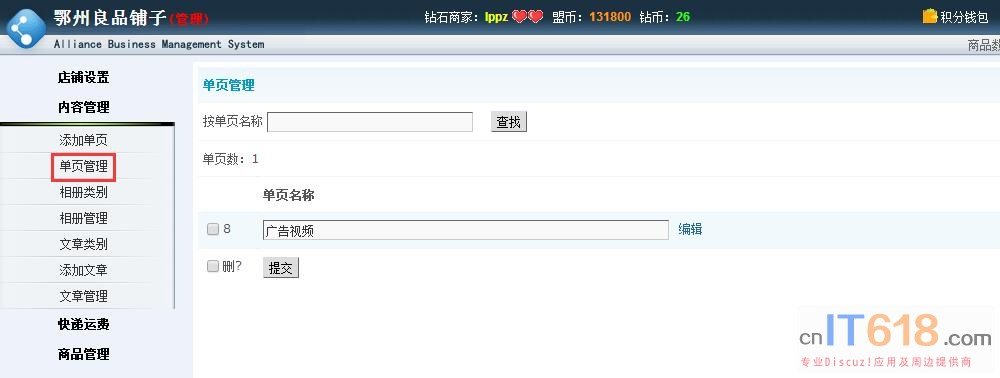 鄂州良品铺子(管理)
钻石商家：lppz 盟币：131800 钻币：26
积分钱包
Alliance Business Management System
商品数
店铺设置
内容管理
添加单页
单页管理
相册类别
相册管理
文章类别
添加文章
文章管理
快递运费
商品管理
单页管理
按单页名称 查找
单页数：1
单页名称
8 广告视频 编辑
删? 提交
cnIT618.com
专业Discuz!应用及周边提供商